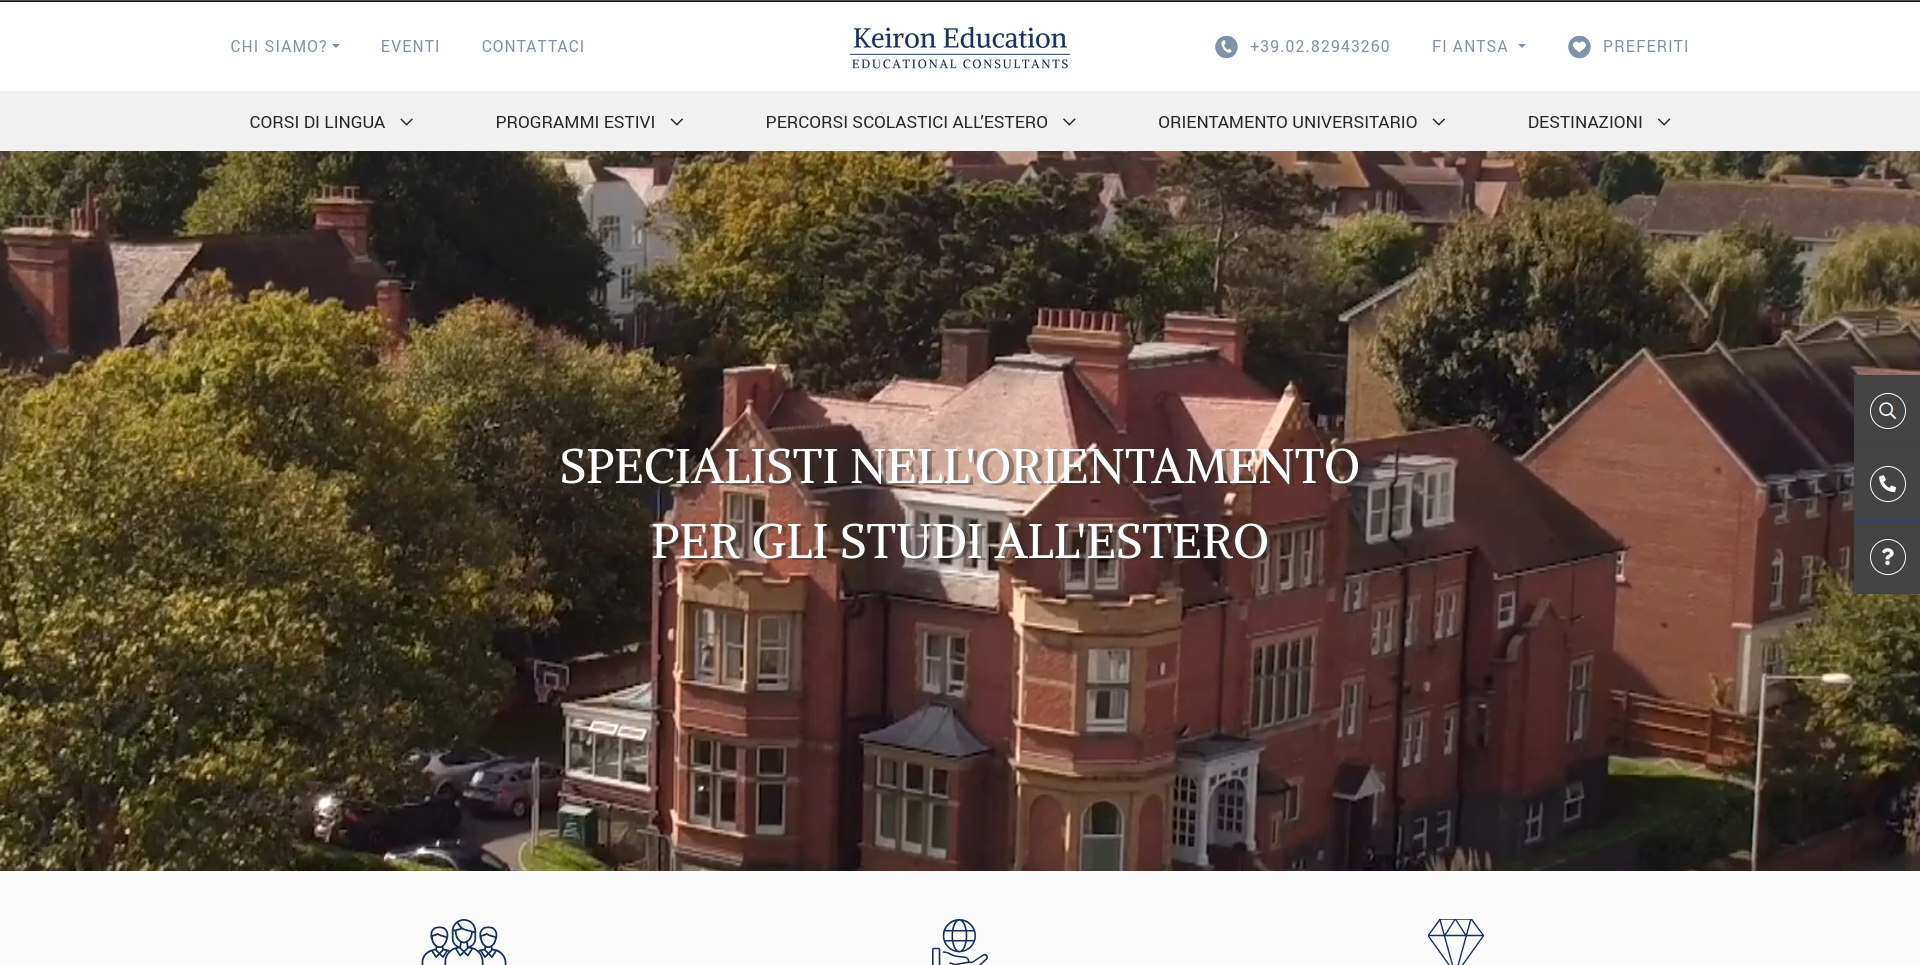 CHI SIAMO?
EVENTI
CONTATTACI
Keiron Education
EDUCATIONAL CONSULTANTS
+39.02.82943260
FI ANTSA
PREFERITI
CORSI DI LINGUA
PROGRAMMI ESTIVI
PERCORSI SCOLASTICI ALL'ESTERO
ORIENTAMENTO UNIVERSITARIO
DESTINAZIONI
SPECIALISTI NELL'ORIENTAMENTO
PER GLI STUDI ALL'ESTERO
?